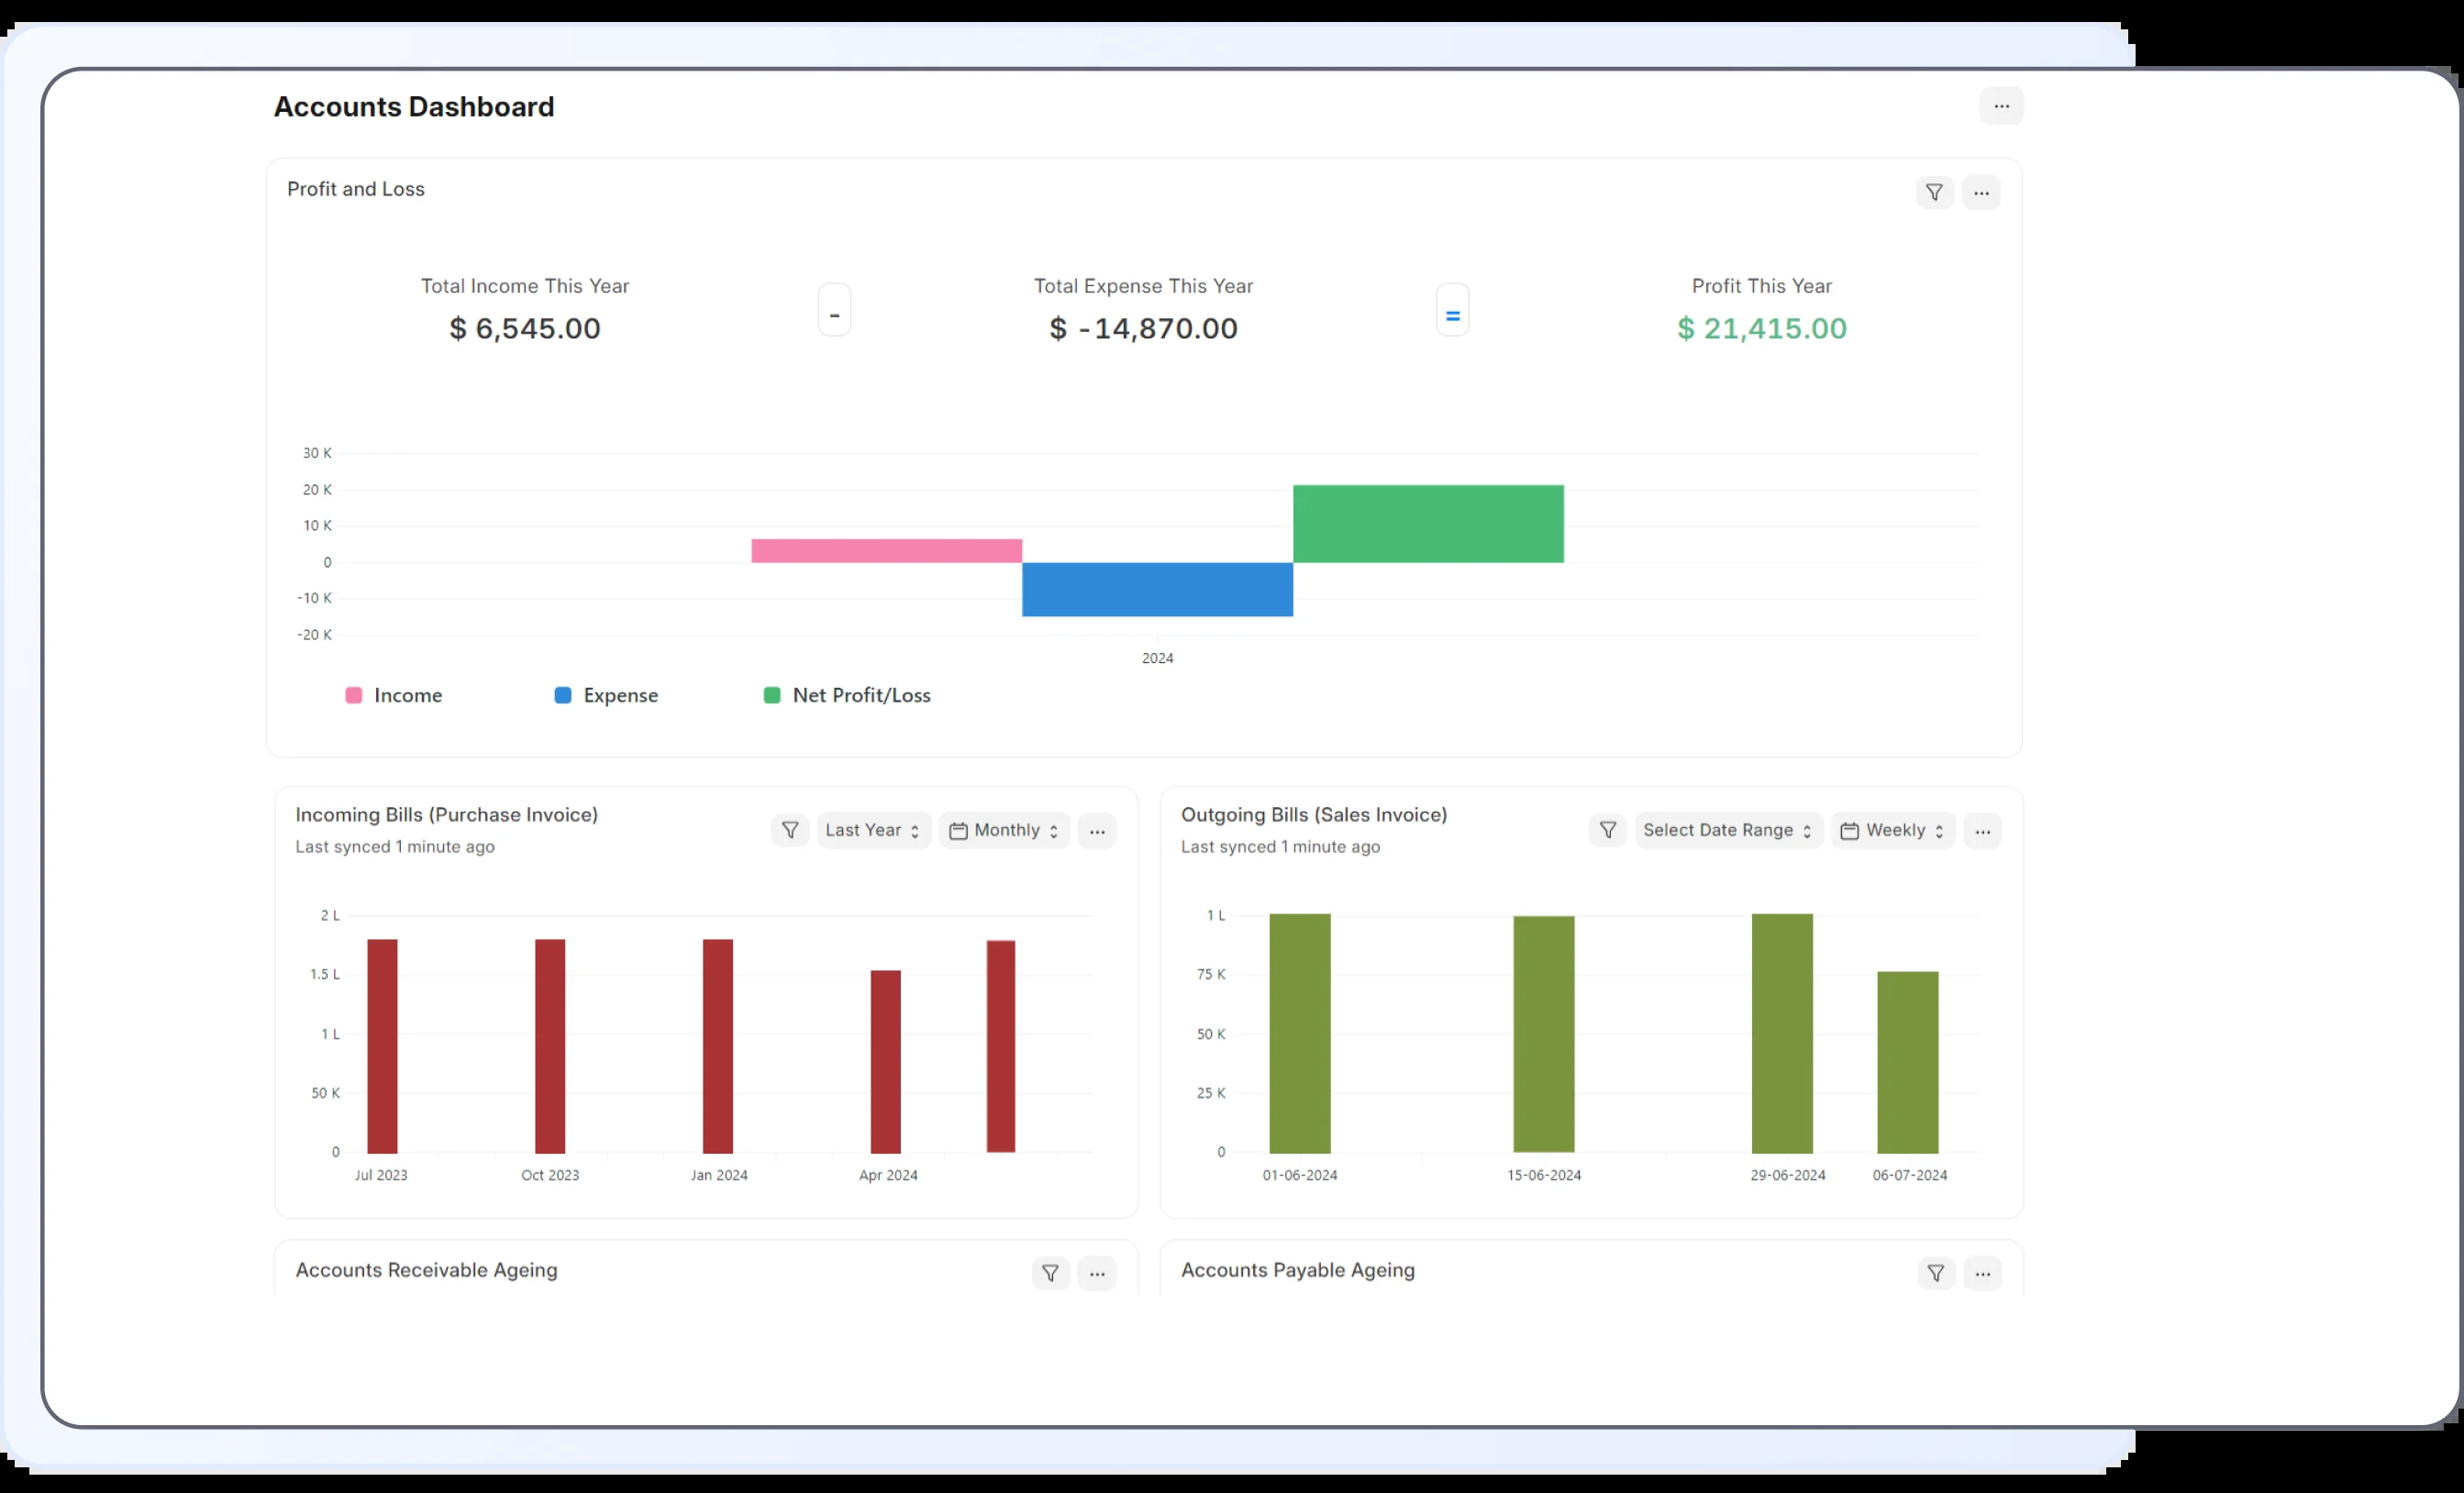 Accounts Dashboard
Profit and Loss
Total Income This Year
$ 6,545.00
-
Total Expense This Year
$ -14,870.00
=
Profit This Year
$ 21,415.00
30 K
20 K
10 K
0
-10 K
-20 K
2024
Income
Expense
Net Profit/Loss
Incoming Bills (Purchase Invoice)
Last synced 1 minute ago
Last Year
Monthly
2 L
1.5 L
1 L
50 K
0
Jul 2023
Oct 2023
Jan 2024
Apr 2024
Outgoing Bills (Sales Invoice)
Last synced 1 minute ago
Select Date Range
Weekly
1 L
75 K
50 K
25 K
0
01-06-2024
15-06-2024
29-06-2024
06-07-2024
Accounts Receivable Ageing
Accounts Payable Ageing